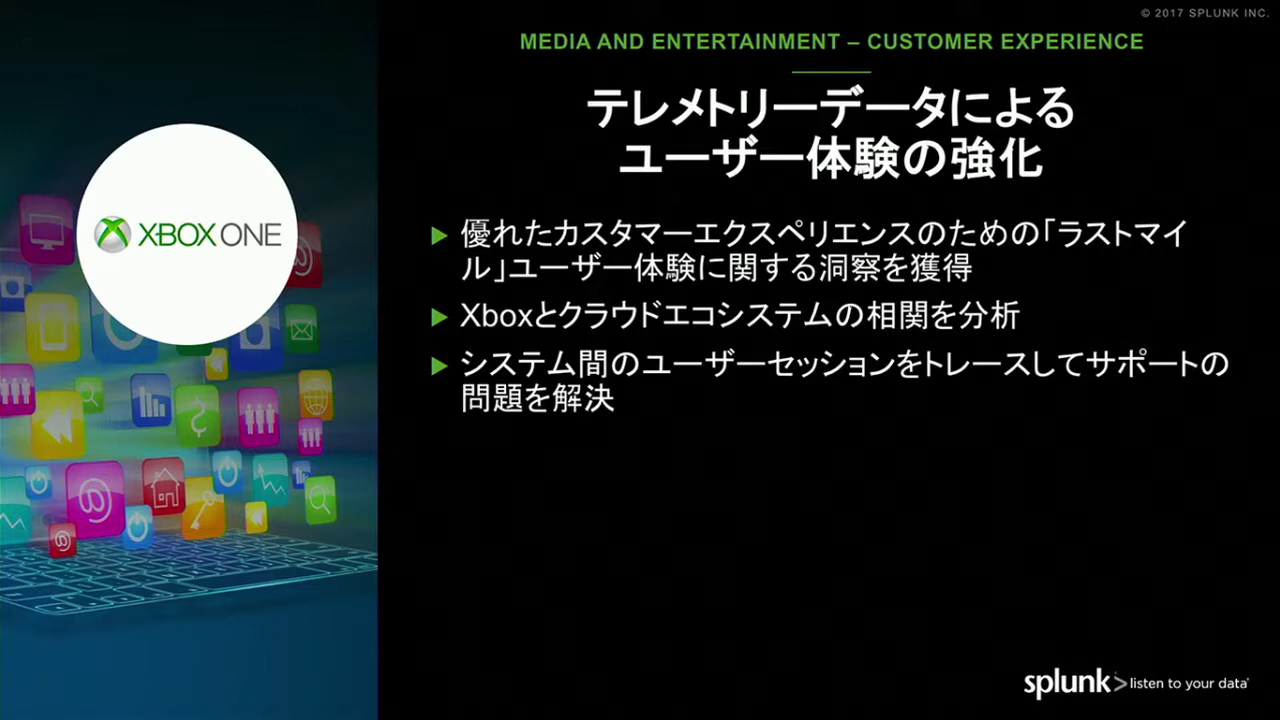 © 2017 SPLUNK INC.
MEDIA AND ENTERTAINMENT – CUSTOMER EXPERIENCE
テレメトリーデータによる
ユーザー体験の強化
XBOX ONE
優れたカスタマーエクスペリエンスのための「ラストマイ
ル」ユーザー体験に関する洞察を獲得
Xboxとクラウドエコシステムの相関を分析
システム間のユーザーセッションをトレースしてサポートの
問題を解決
splunk> listen to your data®